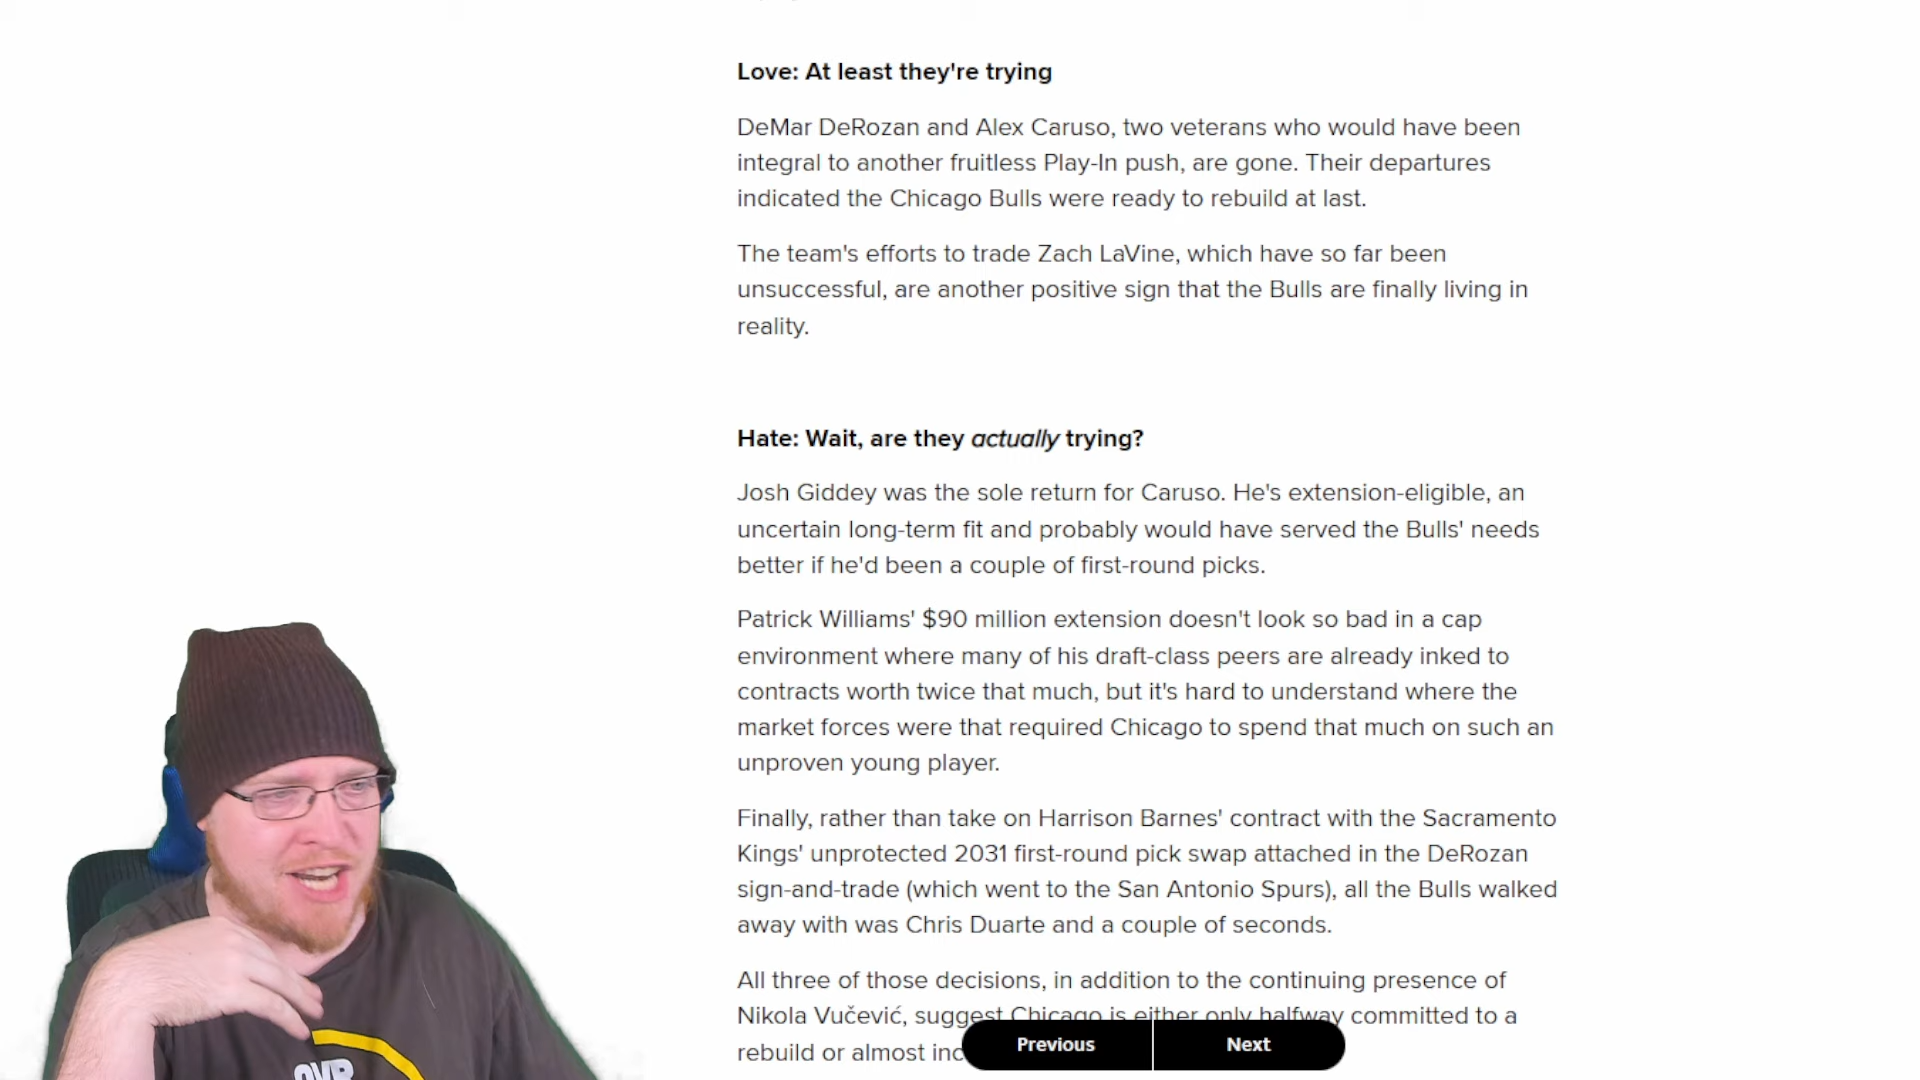 Love: At least they're trying
DeMar DeRozan and Alex Caruso, two veterans who would have been
integral to another fruitless Play-In push, are gone. Their departures
indicated the Chicago Bulls were ready to rebuild at last.
The team's efforts to trade Zach LaVine, which have so far been
unsuccessful, are another positive sign that the Bulls are finally living in
reality.
Hate: Wait, are they actually trying?
Josh Giddey was the sole return for Caruso. He's extension-eligible, an
uncertain long-term fit and probably would have served the Bulls' needs
better if he'd been a couple of first-round picks.
Patrick Williams' $90 million extension doesn't look so bad in a cap
environment where many of his draft-class peers are already inked to
contracts worth twice that much, but it's hard to understand where the
market forces were that required Chicago to spend that much on such an
unproven young player.
Finally, rather than take on Harrison Barnes' contract with the Sacramento
Kings' unprotected 2031 first-round pick swap attached in the DeRozan
sign-and-trade (which went to the San Antonio Spurs), all the Bulls walked
away with was Chris Duarte and a couple of seconds.
All three of those decisions, in addition to the continuing presence of
Nikola Vučević, suggest Chicago is either only halfway committed to a
rebuild or almost
Previous
Next
OVR